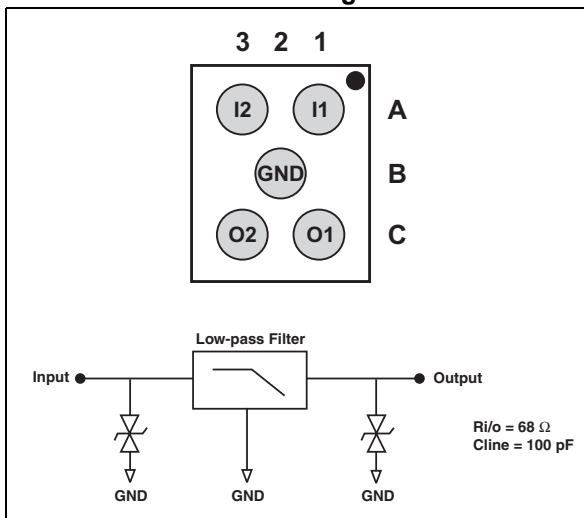 3 2 1
I2 I1 A
GND B
O2 O1 C
Low-pass Filter
Input Output
Ri/o = 68 Ω
Cline = 100 pF
GND GND GND